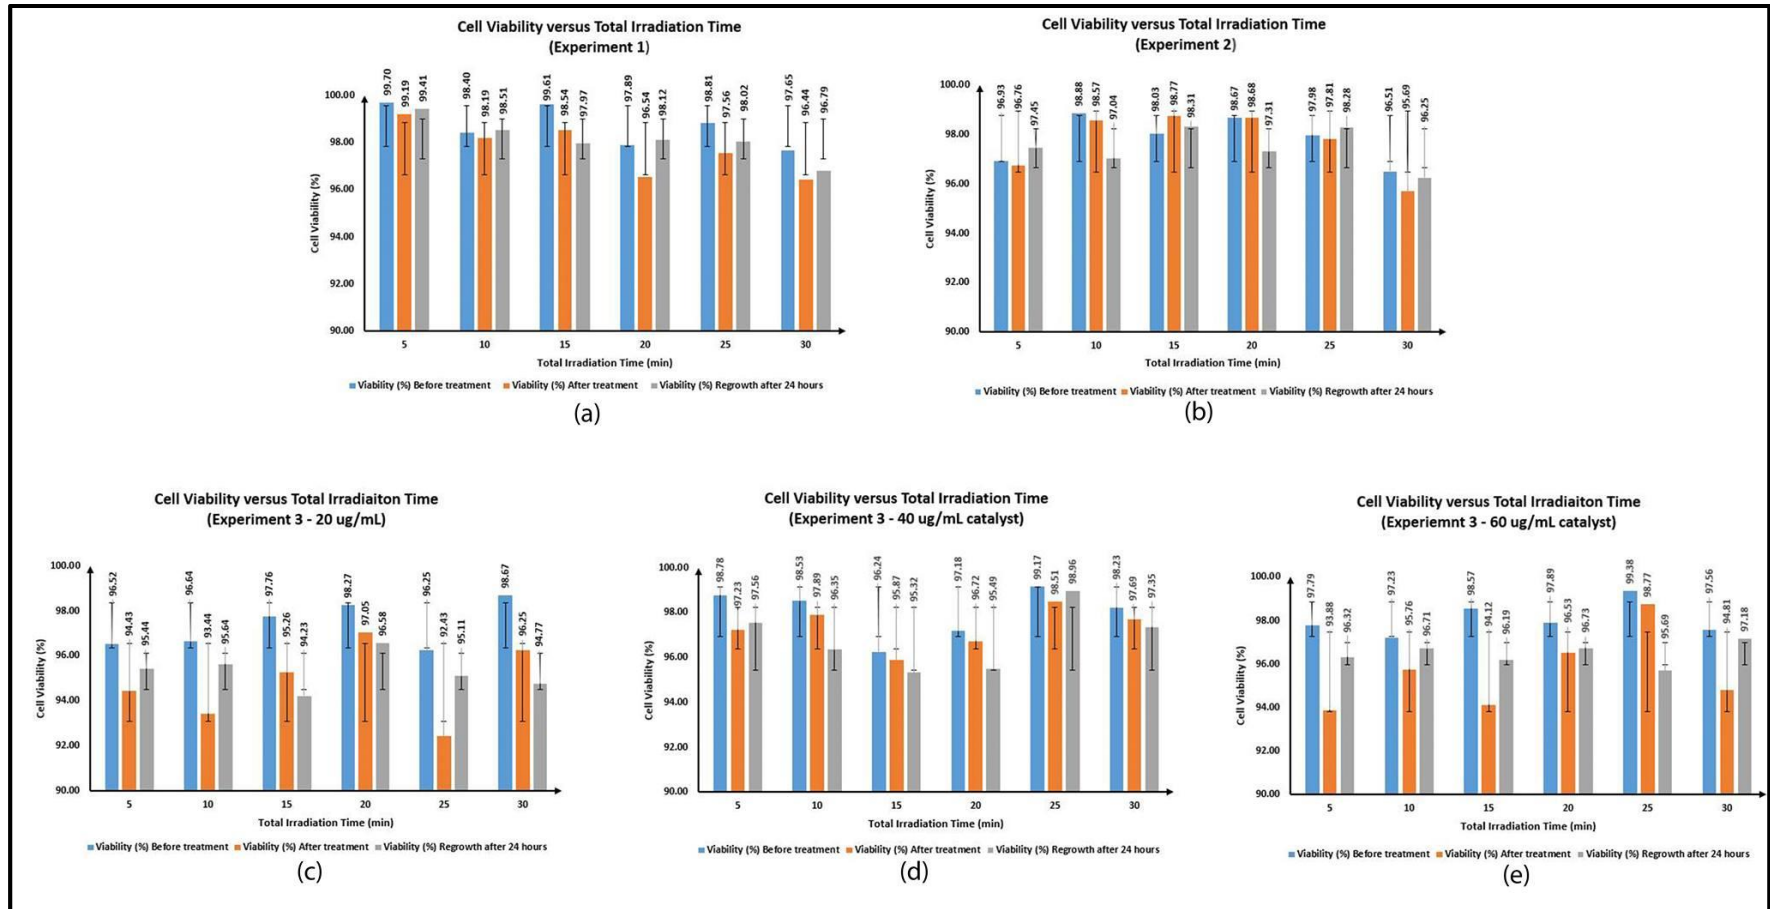 Cell Viability versus Total Irradiation Time
(Experiment 1)
99.70 99.19 99.41 98.40 98.19 98.51 99.61 98.54 97.97 97.89 96.54 98.12 98.81 97.56 98.02 97.65 96.44 96.79
100.00
98.00
96.00
94.00
92.00
90.00
Cell Viability (%)
5 10 15 20 25 30
Total Irradiation Time (min)
Viability (%) Before treatment Viability (%) After treatment Viability (%) Regrowth after 24 hours
(a)
Cell Viability versus Total Irradiation Time
(Experiment 2)
96.93 96.76 97.45 98.88 98.57 97.04 98.03 98.77 98.31 98.67 98.68 97.31 97.98 97.81 98.28 96.51 95.69 96.25
100.00
98.00
96.00
94.00
92.00
90.00
Cell Viability (%)
5 10 15 20 25 30
Total Irradiation Time (min)
Viability (%) Before treatment Viability (%) After treatment Viability (%) Regrowth after 24 hours
(b)
Cell Viability versus Total Irradiaiton Time
(Experiment 3 - 20 ug/mL)
96.52 94.43 95.44 96.64 93.44 95.64 97.76 95.26 94.23 98.27 97.05 96.58 96.25 92.43 95.11 98.67 96.25 94.77
100.00
98.00
96.00
94.00
92.00
90.00
Cell Viability (%)
5 10 15 20 25 30
Total Irradiation Time (min)
Viability (%) Before treatment Viability (%) After treatment Viability (%) Regrowth after 24 hours
(c)
Cell Viability versus Total Irradiation Time
(Experiment 3 - 40 ug/mL catalyst)
98.78 97.23 97.56 98.53 97.89 96.35 96.24 95.87 95.32 97.18 96.72 95.49 99.17 98.51 98.96 98.23 97.69 97.35
100.00
98.00
96.00
94.00
92.00
90.00
Cell Viability (%)
5 10 15 20 25 30
Total Irradiation Time (min)
Viability (%) Before treatment Viability (%) After treatment Viability (%) Regrowth after 24 hours
(d)
Cell Viability versus Total Irradiaiton Time
(Experiemnt 3 - 60 ug/mL catalyst)
97.79 93.88 96.32 97.23 95.76 96.71 98.57 94.12 96.19 97.89 96.53 96.73 99.38 98.77 95.69 97.56 94.81 97.18
100.00
98.00
96.00
94.00
92.00
90.00
Cell Viability (%)
5 10 15 20 25 30
Total Irradiation Time (min)
Viability (%) Before treatment Viability (%) After treatment Viability (%) Regrowth after 24 hours
(e)